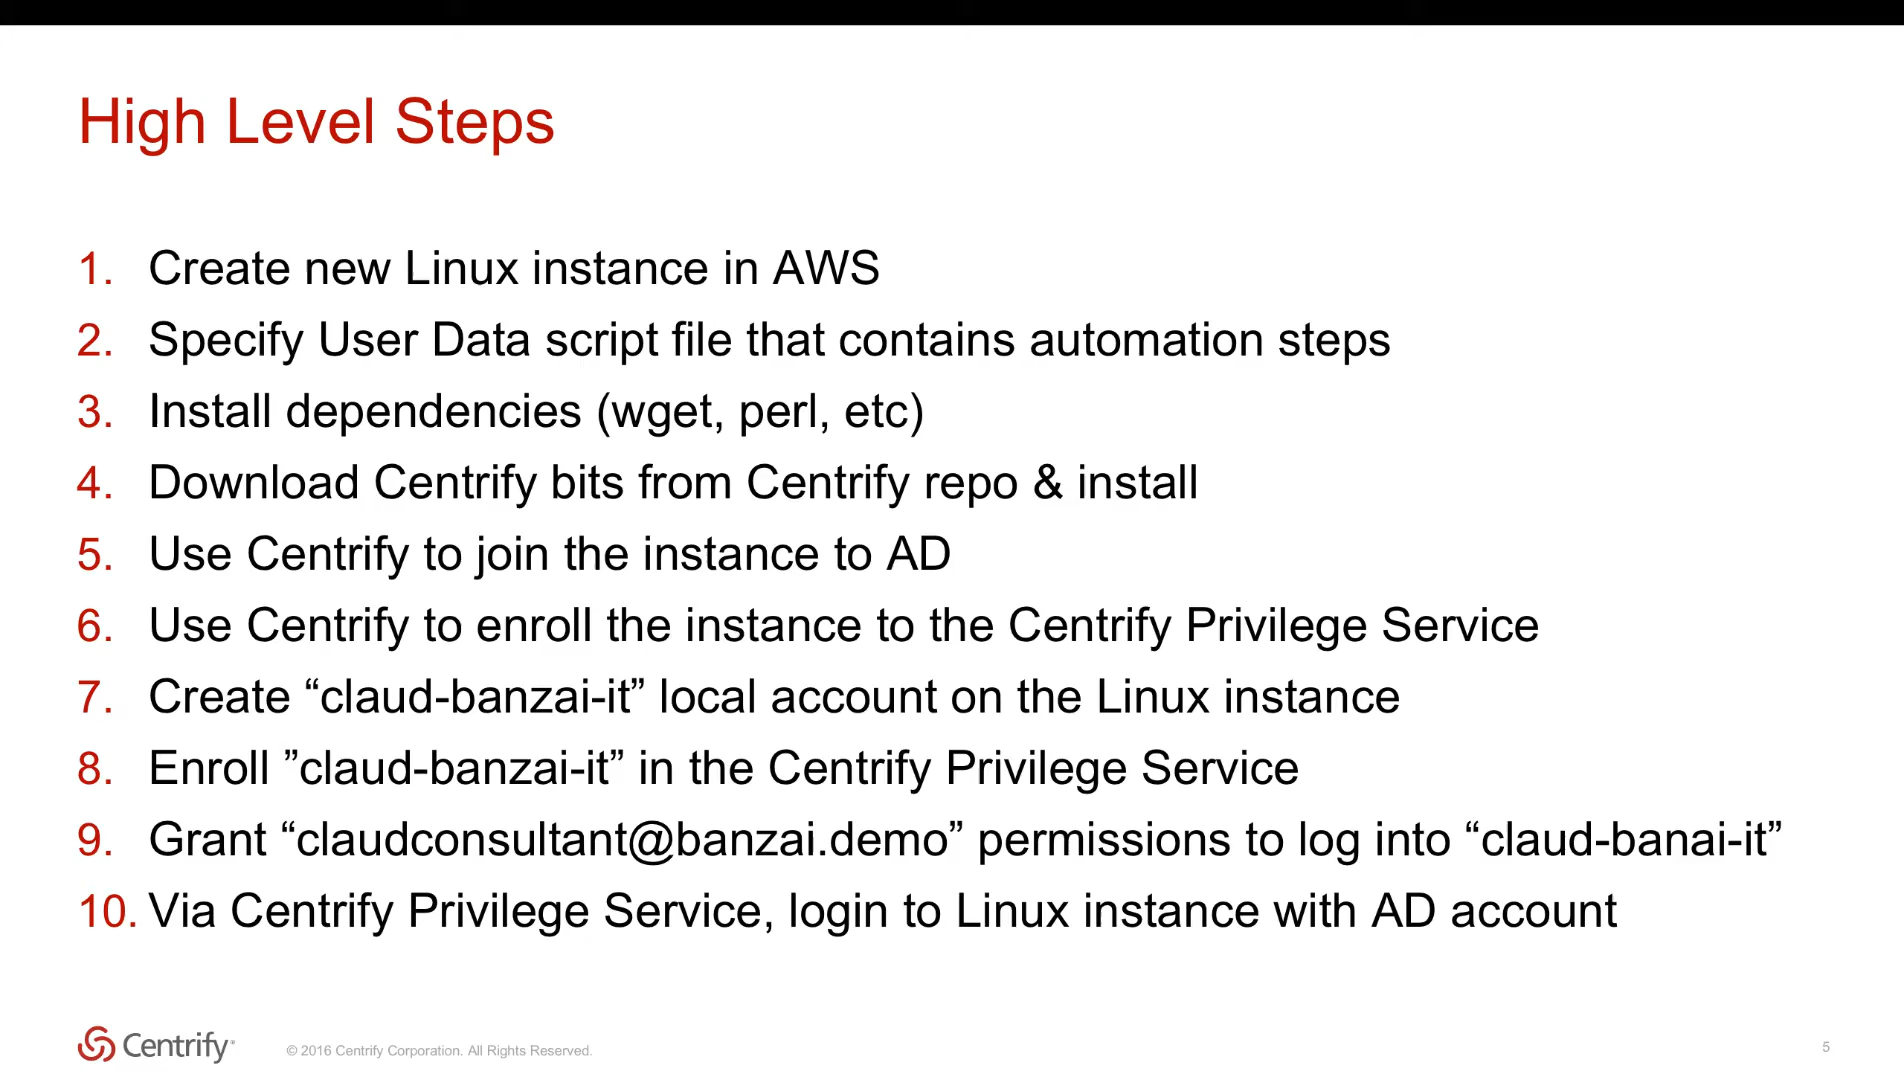 High Level Steps
1. Create new Linux instance in AWS
2. Specify User Data script file that contains automation steps
3. Install dependencies (wget, perl, etc)
4. Download Centrify bits from Centrify repo & install
5. Use Centrify to join the instance to AD
6. Use Centrify to enroll the instance to the Centrify Privilege Service
7. Create “claud-banzai-it” local account on the Linux instance
8. Enroll ”claud-banzai-it” in the Centrify Privilege Service
9. Grant “claudconsultant@banzai.demo” permissions to log into “claud-banai-it”
10. Via Centrify Privilege Service, login to Linux instance with AD account
Centrify
© 2016 Centrify Corporation. All Rights Reserved.
5